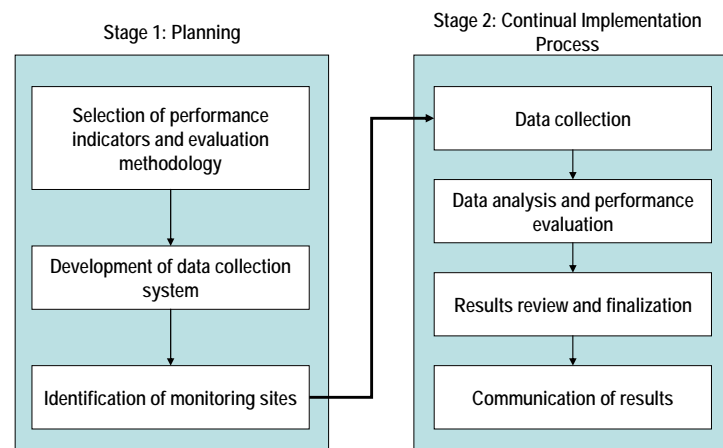 Stage 1: Planning
Selection of performance
indicators and evaluation
methodology
Development of data collection
system
Identification of monitoring sites
Stage 2: Continual Implementation
Process
Data collection
Data analysis and performance
evaluation
Results review and finalization
Communication of results